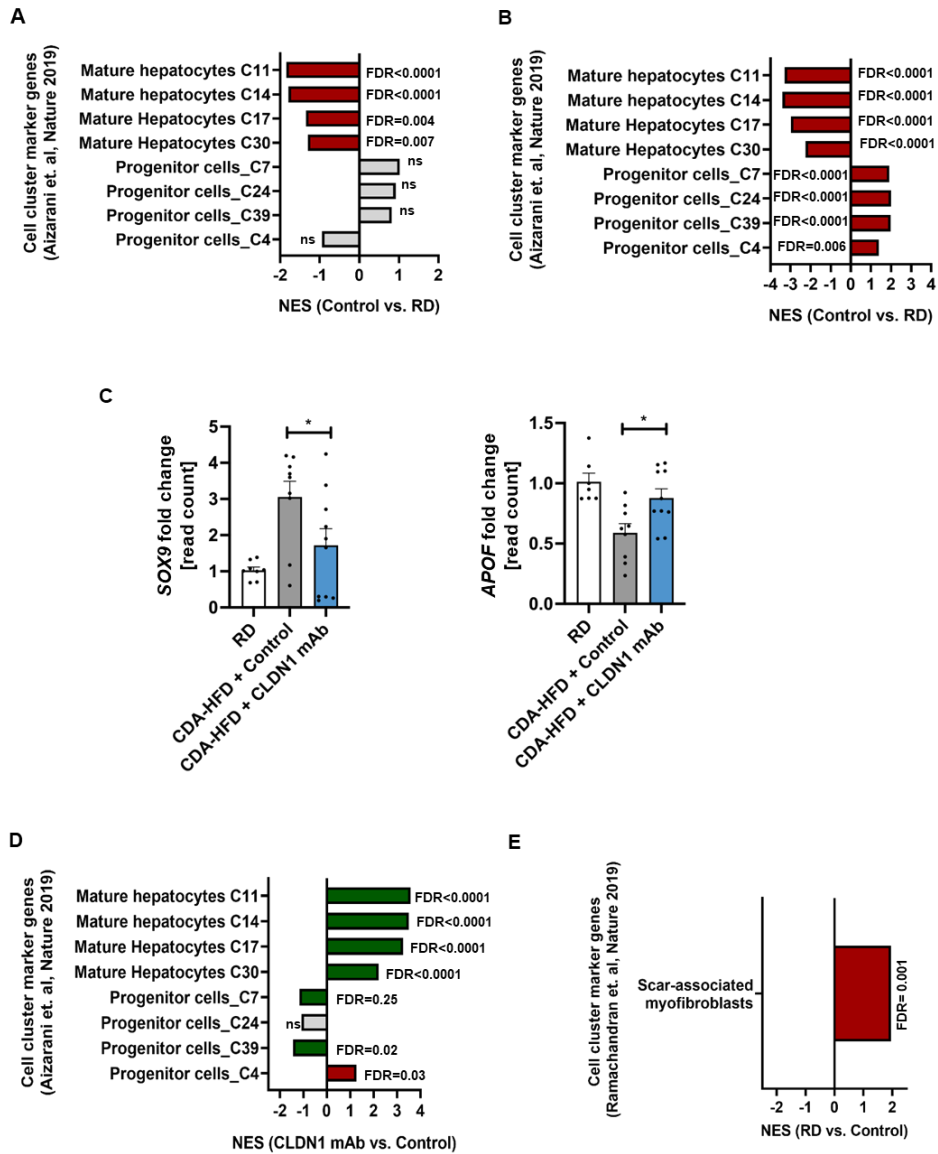 A
Cell cluster marker genes
(Aizarani et. al, Nature 2019)
Mature hepatocytes C11
FDR<0.0001
Mature hepatocytes C14
FDR<0.0001
Mature Hepatocytes C17
FDR=0.004
Mature Hepatocytes C30
FDR=0.007
Progenitor cells_C7
ns
Progenitor cells_C24
ns
Progenitor cells_C39
ns
Progenitor cells_C4
ns
-2 -1 0 1 2
NES (Control vs. RD)
B
Cell cluster marker genes
(Aizarani et. al, Nature 2019)
Mature hepatocytes C11
FDR<0.0001
Mature hepatocytes C14
FDR<0.0001
Mature Hepatocytes C17
FDR<0.0001
Mature Hepatocytes C30
FDR<0.0001
Progenitor cells_C7
FDR<0.0001
Progenitor cells_C24
FDR<0.0001
Progenitor cells_C39
FDR<0.0001
Progenitor cells_C4
FDR=0.006
-4 -3 -2 -1 0 1 2 3 4
NES (Control vs. RD)
C
SOX9 fold change
[read count]
5
4
3
2
1
0
*
RD
CDA-HFD + Control
CDA-HFD + CLDN1 mAb
APOF fold change
[read count]
1.5
1.0
0.5
0.0
*
RD
CDA-HFD + Control
CDA-HFD + CLDN1 mAb
D
Cell cluster marker genes
(Aizarani et. al, Nature 2019)
Mature hepatocytes C11
FDR<0.0001
Mature hepatocytes C14
FDR<0.0001
Mature Hepatocytes C17
FDR<0.0001
Mature Hepatocytes C30
FDR<0.0001
Progenitor cells_C7
FDR=0.25
Progenitor cells_C24
ns
Progenitor cells_C39
FDR=0.02
Progenitor cells_C4
FDR=0.03
-2 -1 0 1 2 3 4
NES (CLDN1 mAb vs. Control)
E
Cell cluster marker genes
(Ramachandran et. al, Nature 2019)
Scar-associated
myofibroblasts
FDR= 0.001
-2 -1 0 1 2
NES (RD vs. Control)